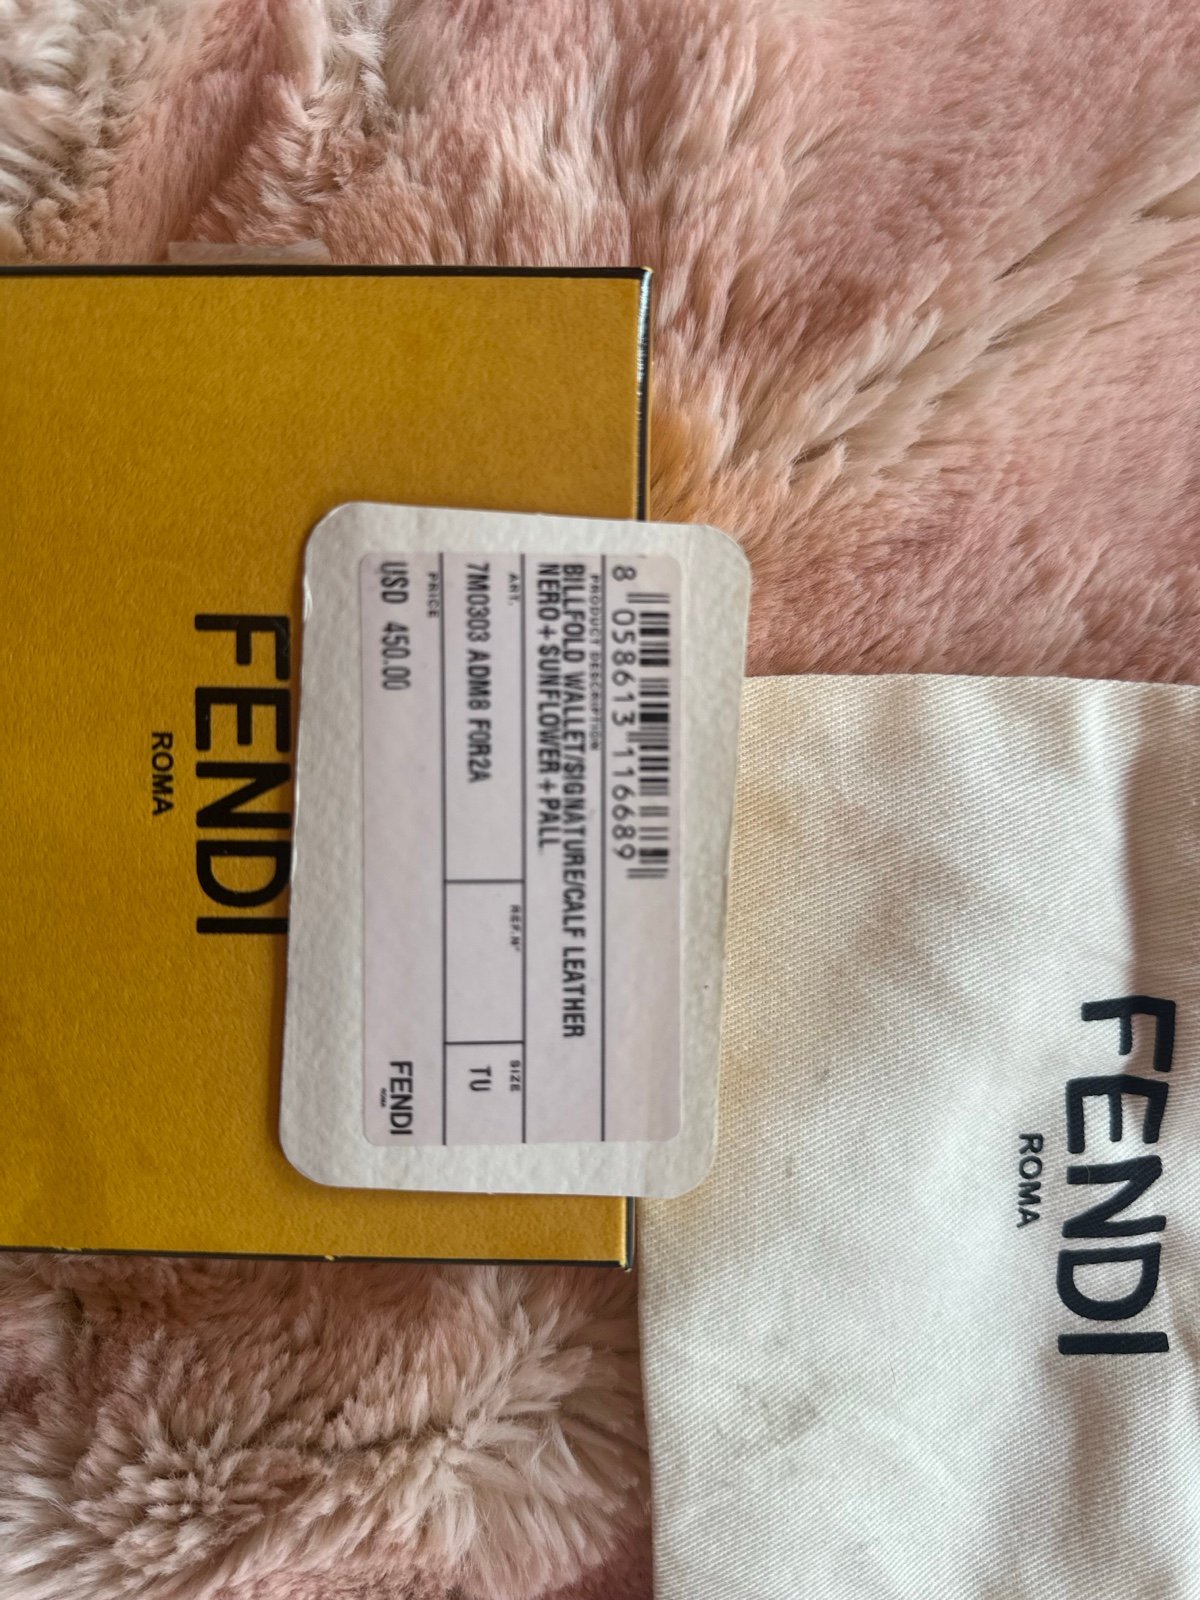 FENDI
ROMA
8 058613 116689
PRODUCT DESCRIPTION
BILLFOLD WALLET/SIGNATURE/CALF LEATHER
NERO+SUNFLOWER+PALL
ART.
REF.N°
SIZE
7M0303 ADM8 F0R2A
TU
PRICE
USD 450.00
FENDI
ROMA
FENDI
ROMA